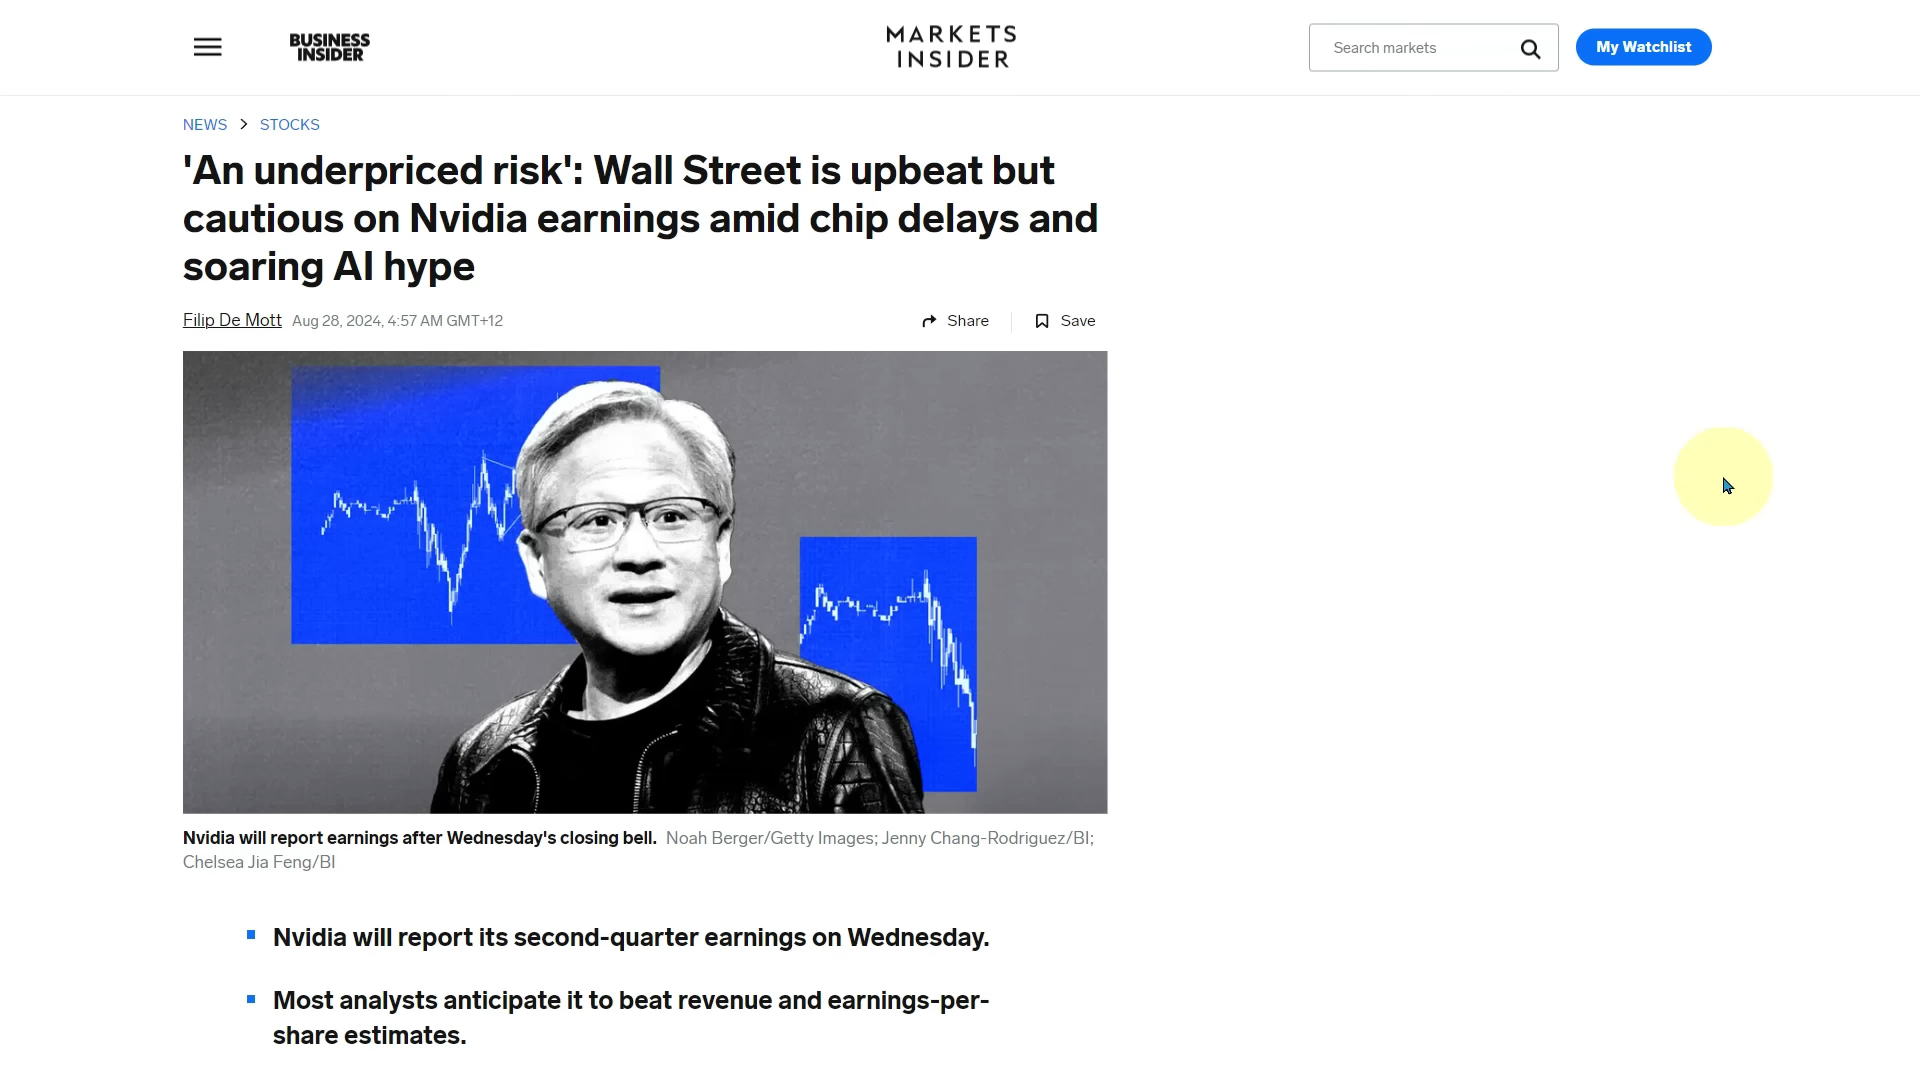 BUSINESS
INSIDER
MARKETS
INSIDER
Search markets
My Watchlist
NEWS > STOCKS
'An underpriced risk': Wall Street is upbeat but
cautious on Nvidia earnings amid chip delays and
soaring AI hype
Filip De Mott Aug 28, 2024, 4:57 AM GMT+12
Share
Save
Nvidia will report earnings after Wednesday's closing bell. Noah Berger/Getty Images; Jenny Chang-Rodriguez/BI;
Chelsea Jia Feng/BI
Nvidia will report its second-quarter earnings on Wednesday.
Most analysts anticipate it to beat revenue and earnings-per-
share estimates.